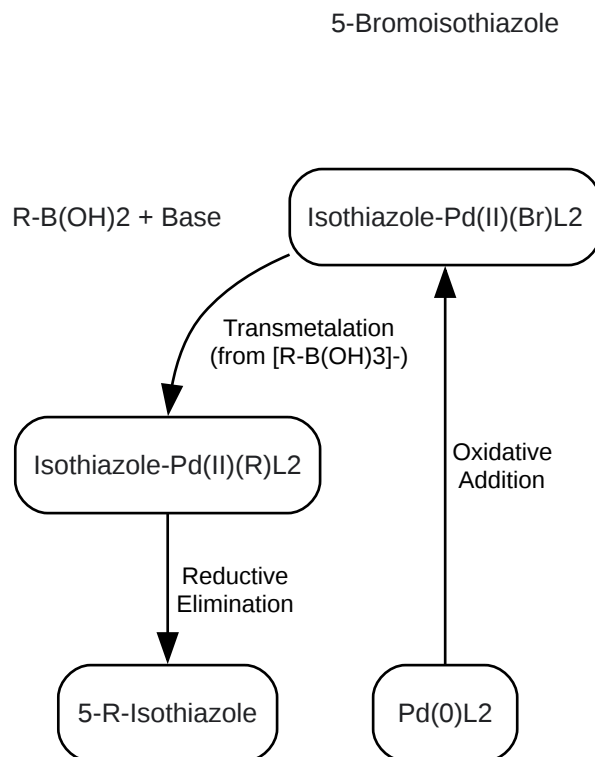 5-Bromoisothiazole
R-B(OH)2 + Base
Isothiazole-Pd(II)(Br)L2
Transmetalation
(from [R-B(OH)3]-)
Isothiazole-Pd(II)(R)L2
Oxidative
Addition
Reductive
Elimination
5-R-Isothiazole
Pd(0)L2